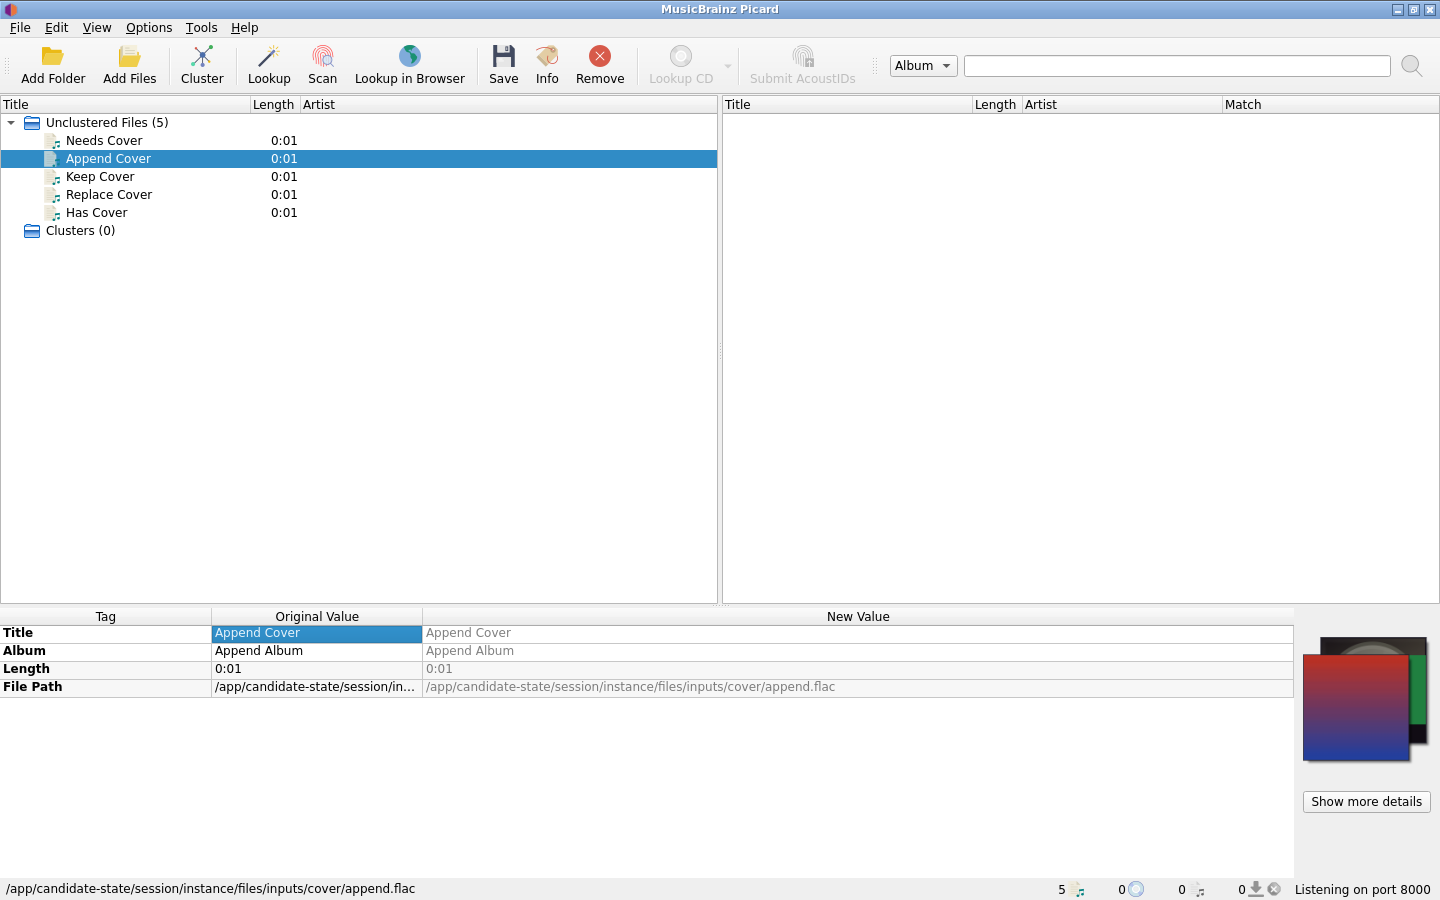 MusicBrainz Picard
File Edit View Options Tools Help
Add Folder Add Files Cluster Lookup Scan Lookup in Browser Save Info Remove Lookup CD Submit AcoustIDs Album
Title Length Artist
Title Length Artist Match
Unclustered Files (5)
Needs Cover 0:01
Append Cover 0:01
Keep Cover 0:01
Replace Cover 0:01
Has Cover 0:01
Clusters (0)
Tag Original Value New Value
Title Append Cover Append Cover
Album Append Album Append Album
Length 0:01 0:01
File Path /app/candidate-state/session/in... /app/candidate-state/session/instance/files/inputs/cover/append.flac
Show more details
/app/candidate-state/session/instance/files/inputs/cover/append.flac 5 0 0 0 Listening on port 8000